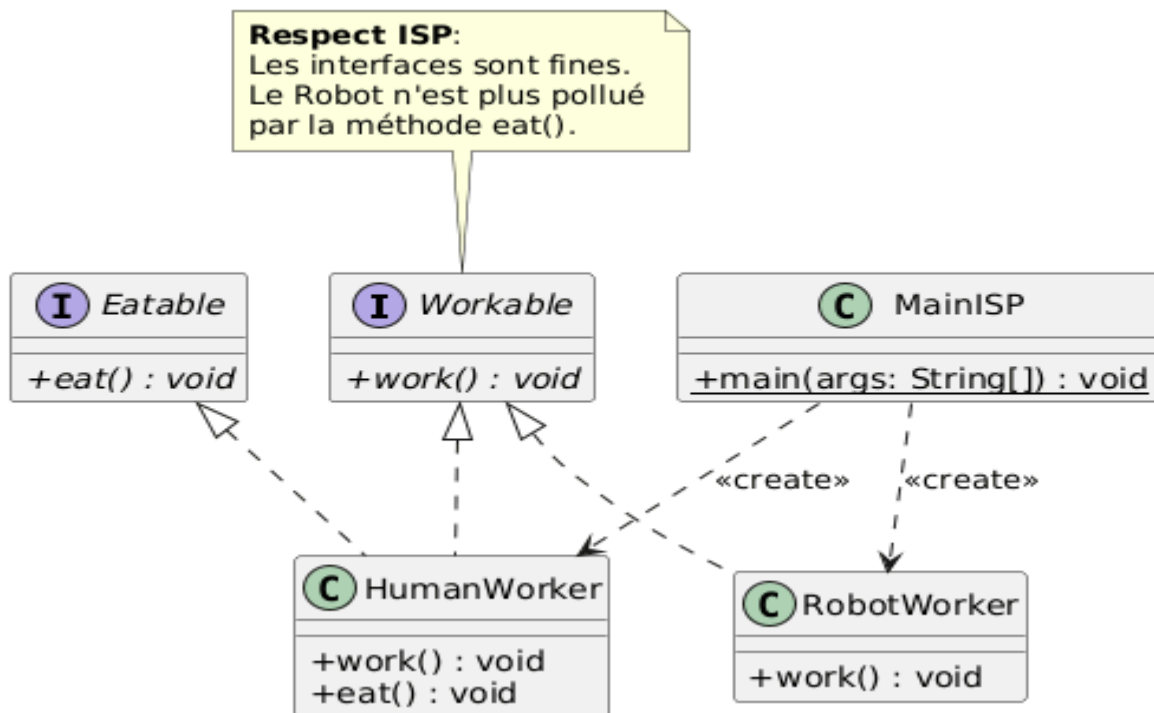 Respect ISP:
Les interfaces sont fines.
Le Robot n'est plus pollué
par la méthode eat().
I Eatable
+eat() : void
I Workable
+work() : void
C MainISP
+main(args: String[]) : void
«create»
«create»
C HumanWorker
+work() : void
+eat() : void
C RobotWorker
+work() : void